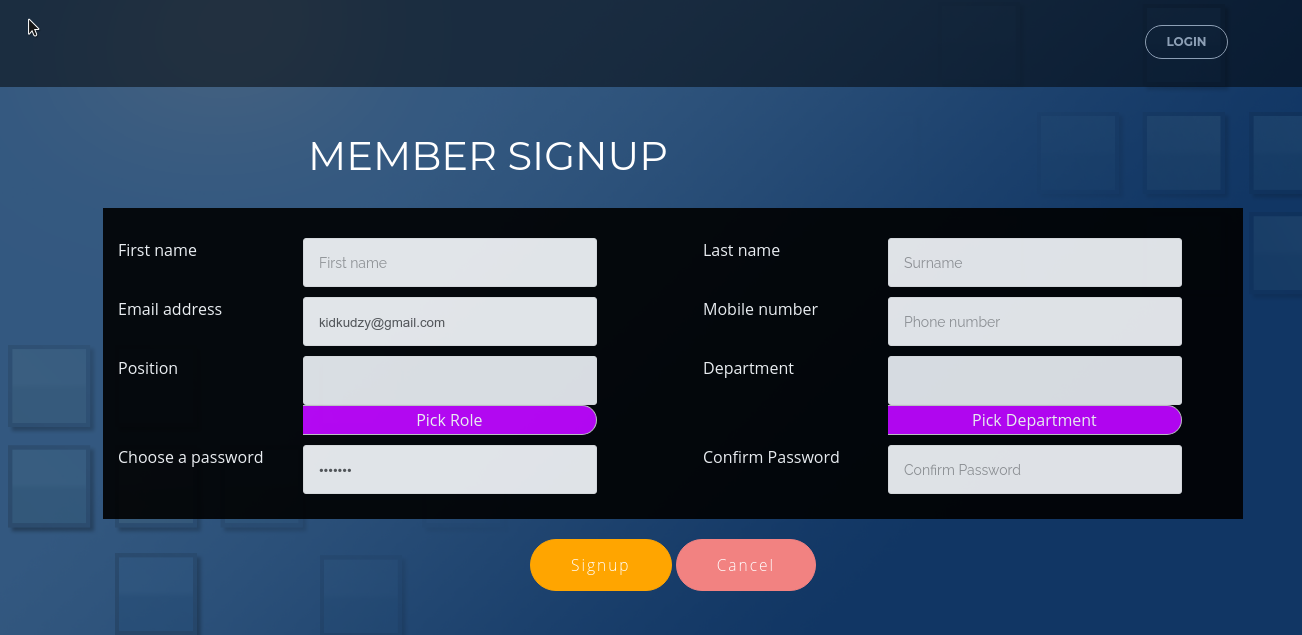 LOGIN
MEMBER SIGNUP
First name First name Last name Surname
Email address kidkudzy@gmail.com Mobile number Phone number
Position Department
Pick Role Pick Department
Choose a password ••••••• Confirm Password Confirm Password
Signup Cancel